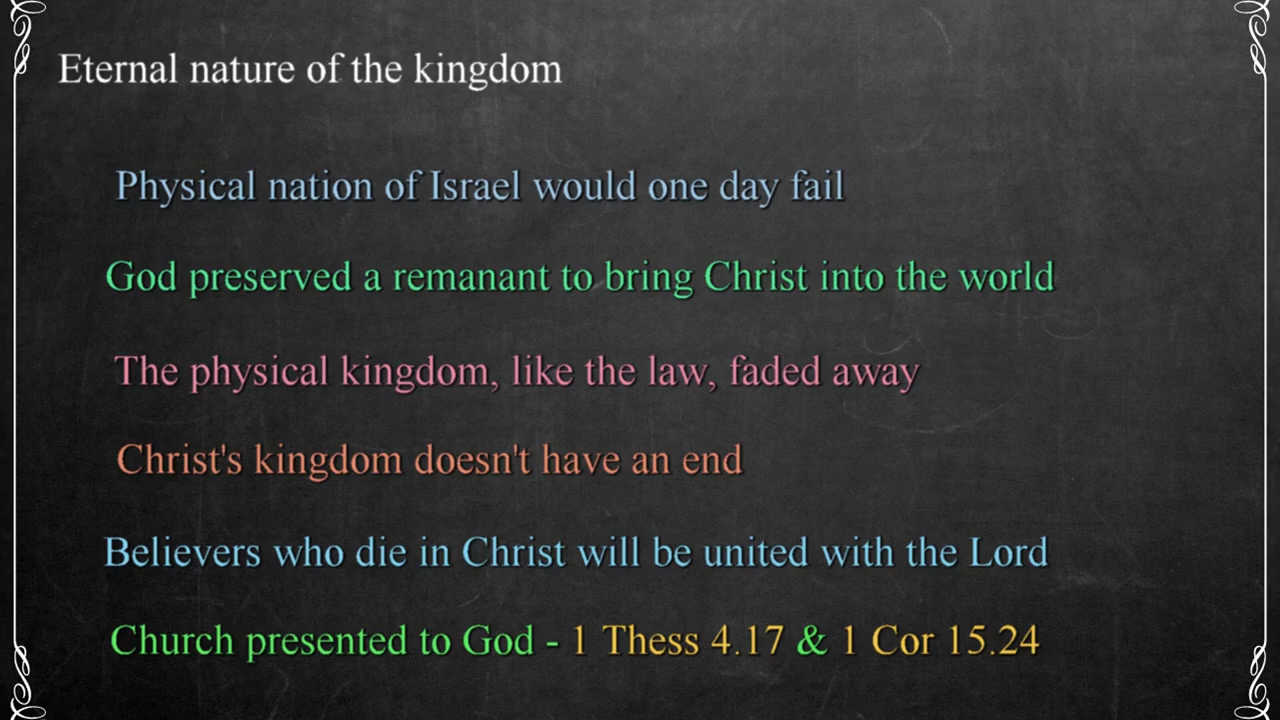 Eternal nature of the kingdom
Physical nation of Israel would one day fail
God preserved a remanant to bring Christ into the world
The physical kingdom, like the law, faded away
Christ's kingdom doesn't have an end
Believers who die in Christ will be united with the Lord
Church presented to God - 1 Thess 4.17 & 1 Cor 15.24